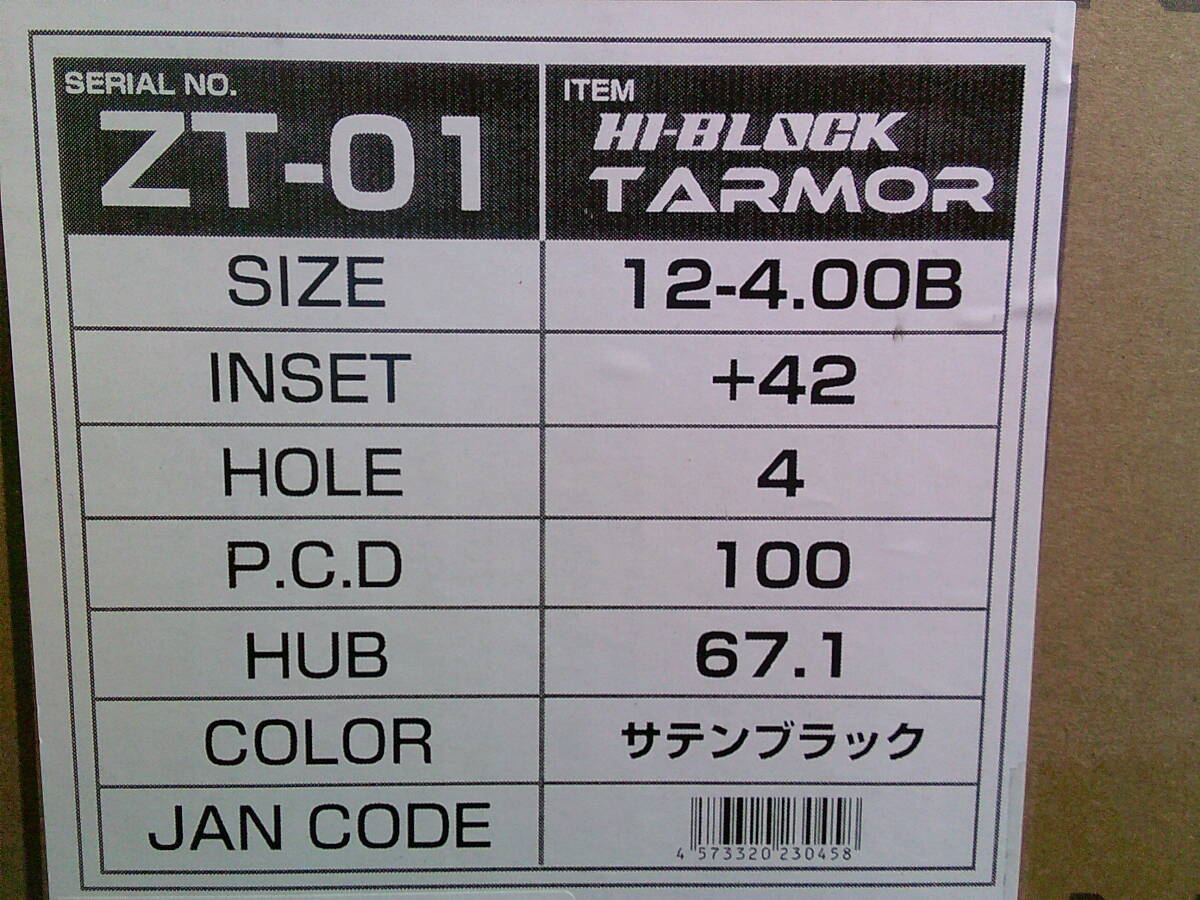 SERIAL NO.
ZT-01
ITEM
HI-BLOCK
TARMOR
SIZE 12-4.00B
INSET +42
HOLE 4
P.C.D 100
HUB 67.1
COLOR サテンブラック
JAN CODE
4 573320 230458